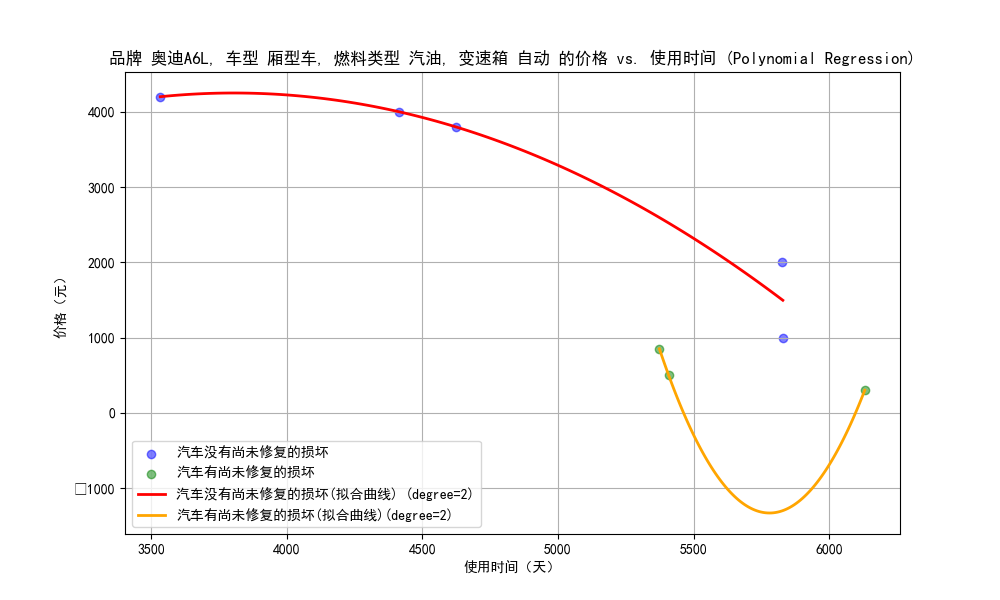 品牌 奥迪A6L, 车型 厢型车, 燃料类型 汽油, 变速箱 自动 的价格 vs. 使用时间 (Polynomial Regression)
价格（元）
4000
3000
2000
1000
0
□1000
汽车没有尚未修复的损坏
汽车有尚未修复的损坏
汽车没有尚未修复的损坏(拟合曲线) (degree=2)
汽车有尚未修复的损坏(拟合曲线)(degree=2)
3500 4000 4500 5000 5500 6000
使用时间（天）